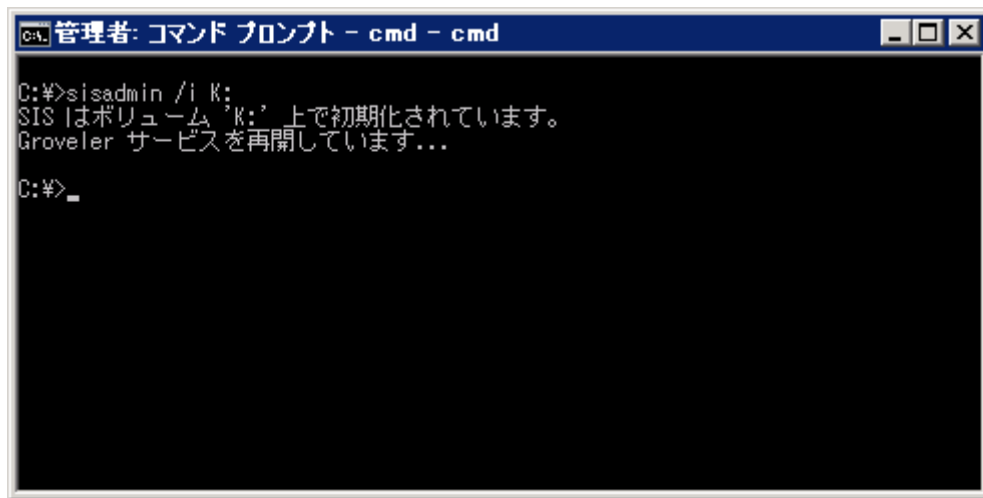 管理者: コマンド プロンプト - cmd - cmd
C:¥>sisadmin /i K:
SIS はボリューム 'K:' 上で初期化されています。
Groveler サービスを再開しています...
C:¥>